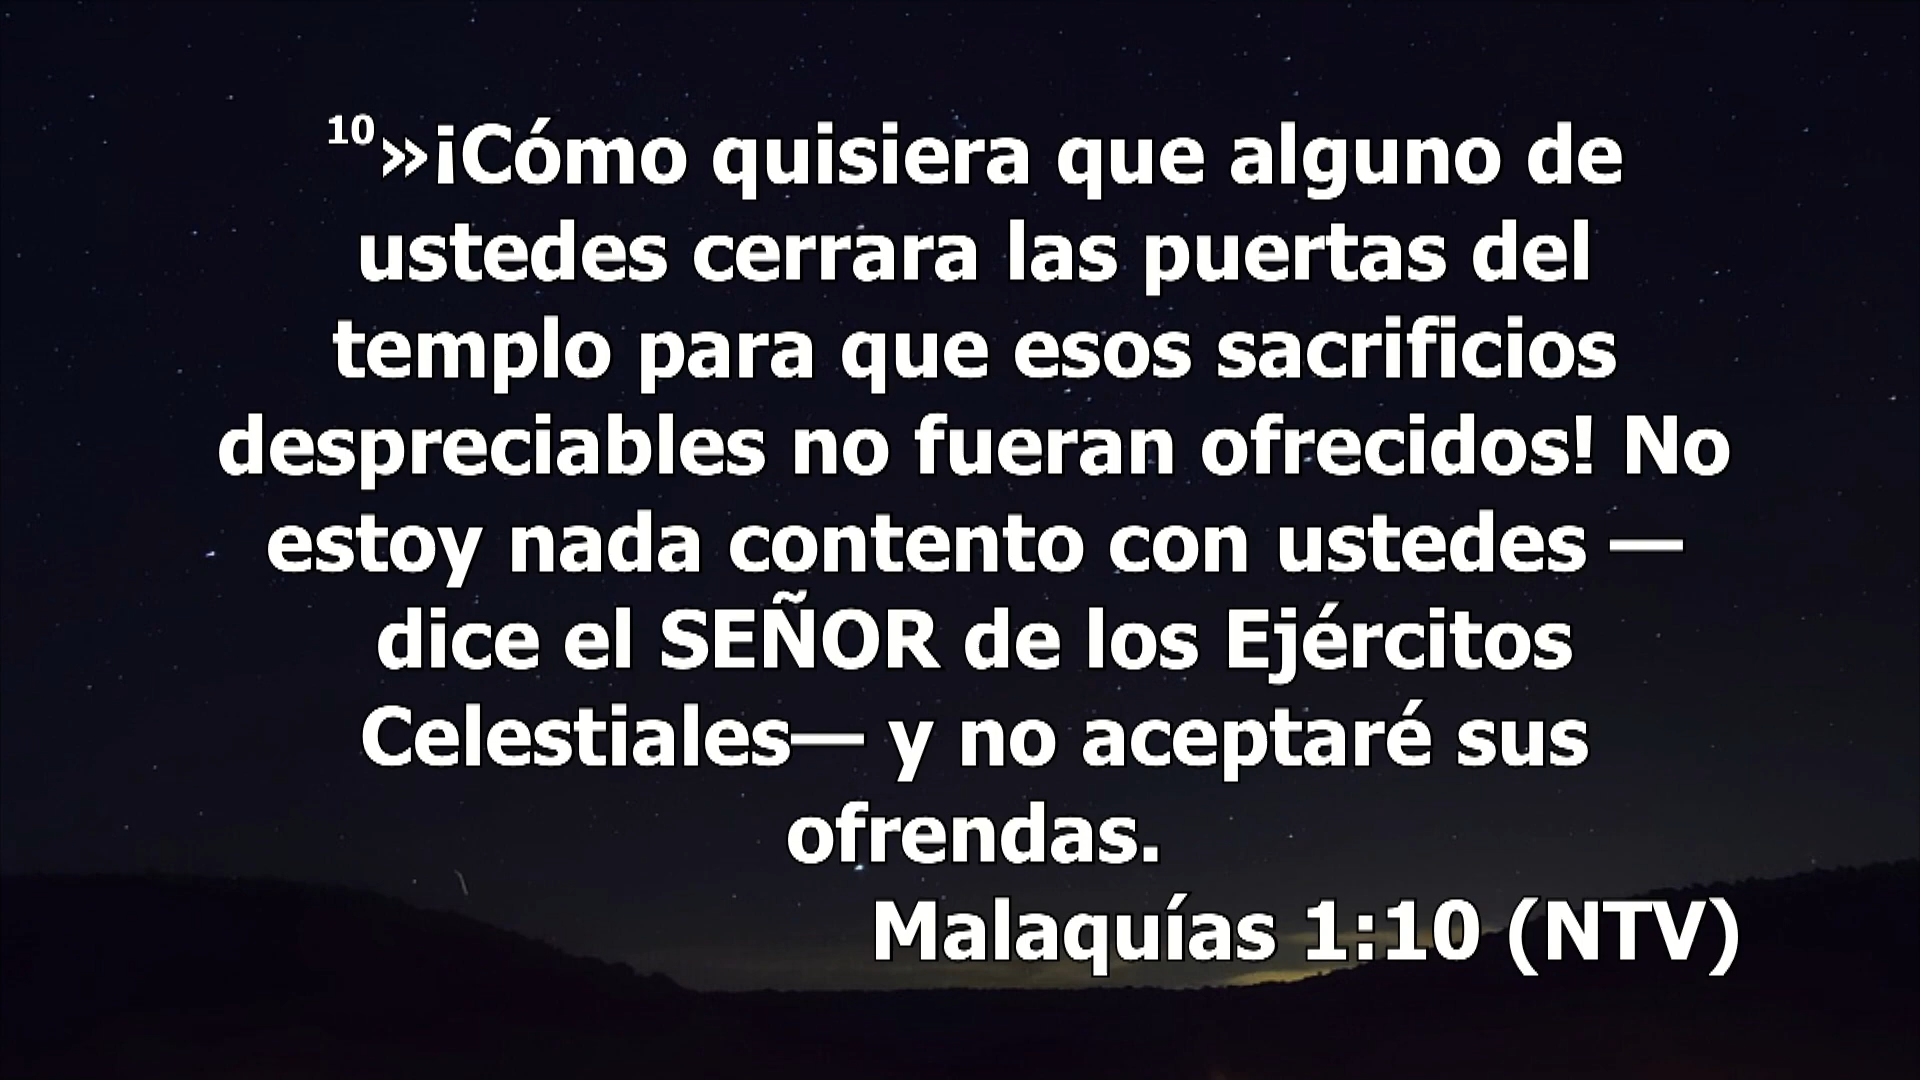 10»¡Cómo quisiera que alguno de
ustedes cerrara las puertas del
templo para que esos sacrificios
despreciables no fueran ofrecidos! No
estoy nada contento con ustedes —
dice el SEÑOR de los Ejércitos
Celestiales— y no aceptaré sus
ofrendas.
Malaquías 1:10 (NTV)